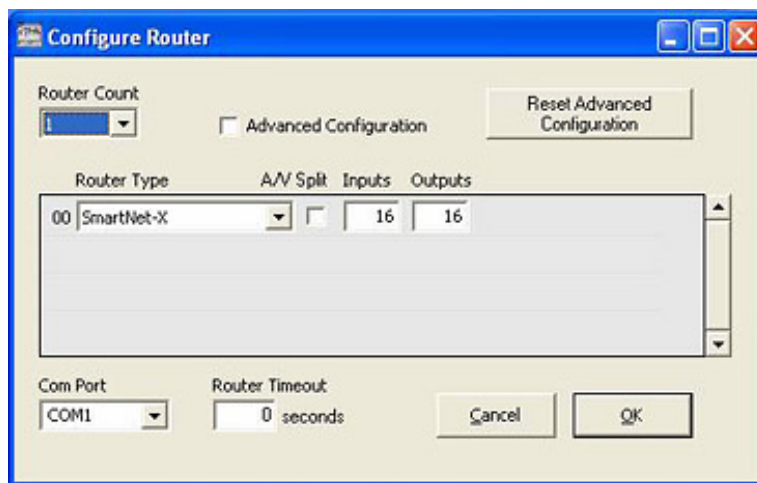 Configure Router
Router Count
1
Advanced Configuration
Reset Advanced
Configuration
Router Type A/V Split Inputs Outputs
00 SmartNet-X 16 16
Com Port
COM1
Router Timeout
0 seconds
Cancel
OK